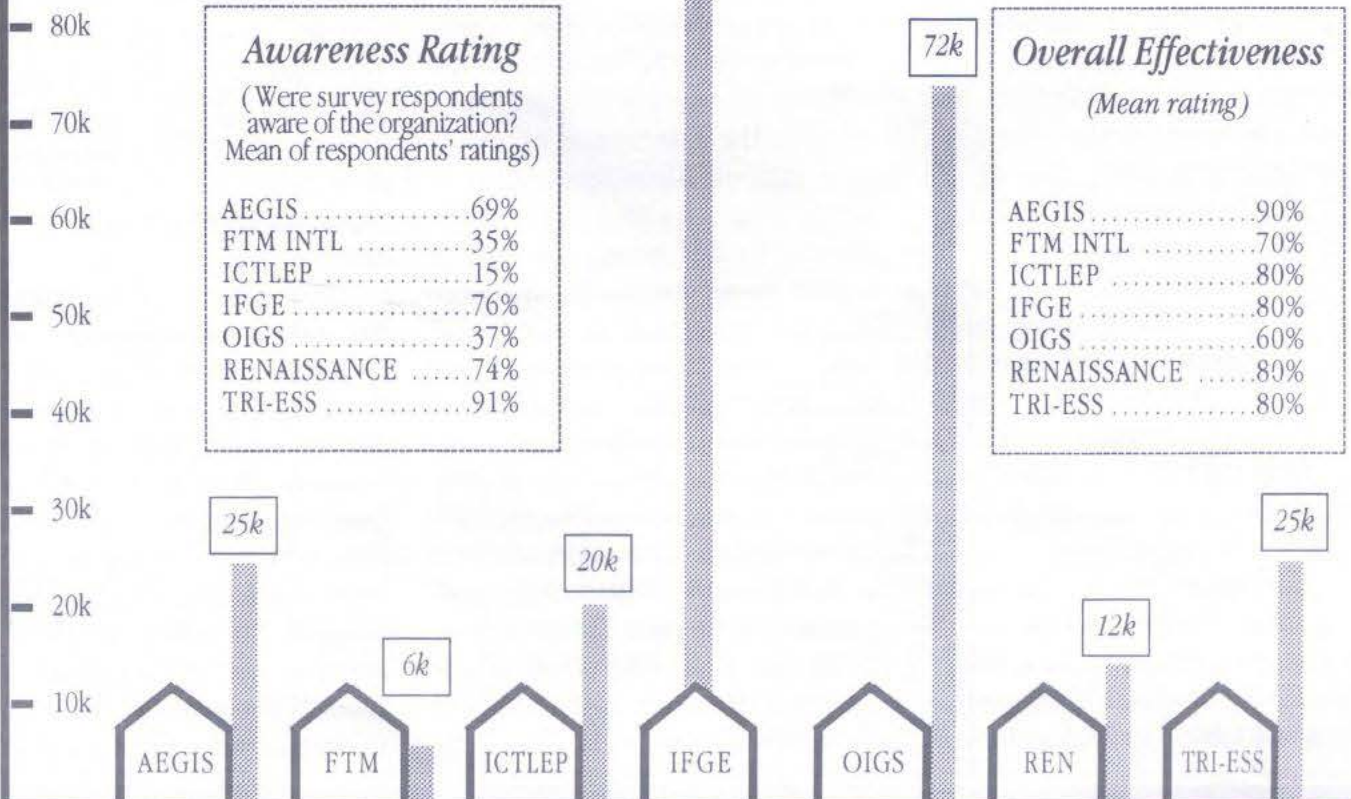 80k
70k
60k
50k
40k
30k
20k
10k
Awareness Rating
( Were survey respondents
aware of the organization?
Mean of respondents' ratings)
AEGIS...............69%
FTM INTL ............35%
ICTLEP ..............15%
IFGE ................76%
OIGS.................37%
RENAISSANCE ......74%
TRI-ESS ..............91%
72k
Overall Effectiveness
(Mean rating )
AEGIS ................90%
FTM INTL ............70%
ICTLEP ..............80%
IFGE.................80%
OIGS.................60%
RENAISSANCE ......80%
TRI-ESS ..............80%
25k
6k
20k
12k
25k
AEGIS
FTM
ICTLEP
IFGE
OIGS
REN
TRI-ESS